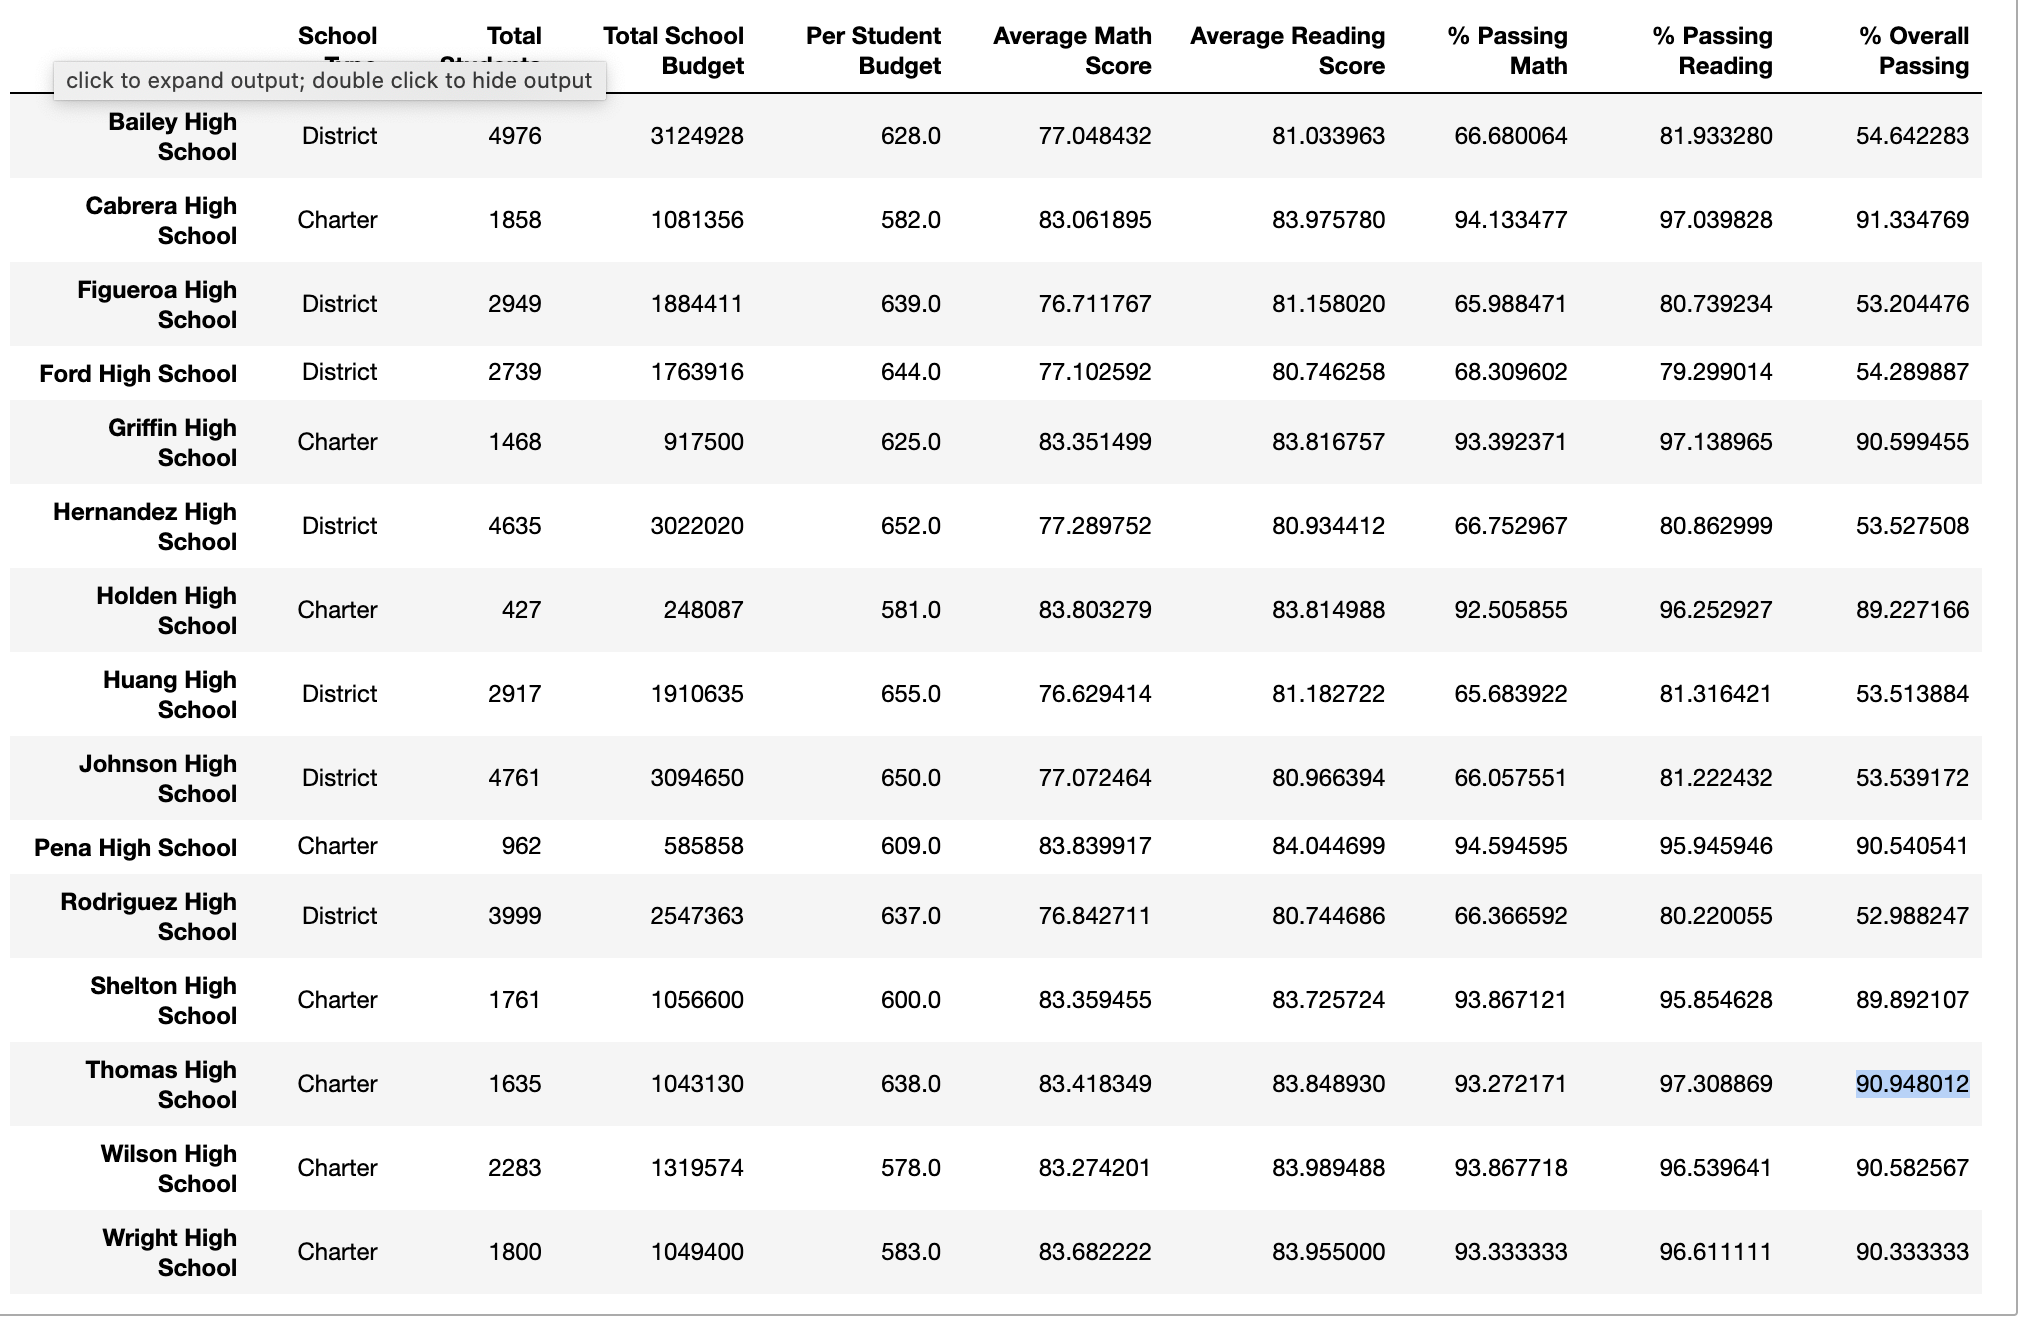 School Total Total School Per Student Average Math Average Reading % Passing % Passing % Overall
Budget Budget Score Score Math Reading Passing
click to expand output; double click to hide output
Bailey High School District 4976 3124928 628.0 77.048432 81.033963 66.680064 81.933280 54.642283
Cabrera High School Charter 1858 1081356 582.0 83.061895 83.975780 94.133477 97.039828 91.334769
Figueroa High School District 2949 1884411 639.0 76.711767 81.158020 65.988471 80.739234 53.204476
Ford High School District 2739 1763916 644.0 77.102592 80.746258 68.309602 79.299014 54.289887
Griffin High School Charter 1468 917500 625.0 83.351499 83.816757 93.392371 97.138965 90.599455
Hernandez High School District 4635 3022020 652.0 77.289752 80.934412 66.752967 80.862999 53.527508
Holden High School Charter 427 248087 581.0 83.803279 83.814988 92.505855 96.252927 89.227166
Huang High School District 2917 1910635 655.0 76.629414 81.182722 65.683922 81.316421 53.513884
Johnson High School District 4761 3094650 650.0 77.072464 80.966394 66.057551 81.222432 53.539172
Pena High School Charter 962 585858 609.0 83.839917 84.044699 94.594595 95.945946 90.540541
Rodriguez High School District 3999 2547363 637.0 76.842711 80.744686 66.366592 80.220055 52.988247
Shelton High School Charter 1761 1056600 600.0 83.359455 83.725724 93.867121 95.854628 89.892107
Thomas High School Charter 1635 1043130 638.0 83.418349 83.848930 93.272171 97.308869 90.948012
Wilson High School Charter 2283 1319574 578.0 83.274201 83.989488 93.867718 96.539641 90.582567
Wright High School Charter 1800 1049400 583.0 83.682222 83.955000 93.333333 96.611111 90.333333